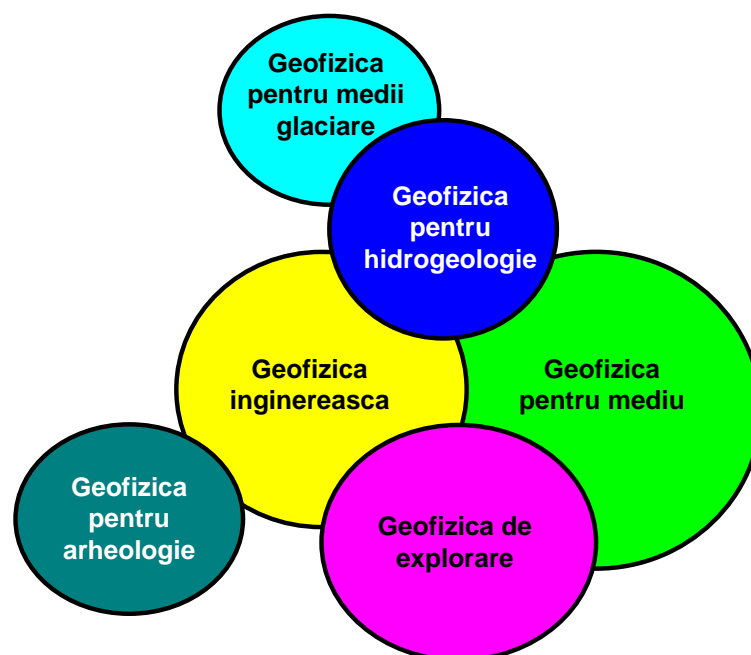 Geofizica
pentru medii
glaciare
Geofizica
pentru
hidrogeologie
Geofizica
inginereasca
Geofizica
pentru mediu
Geofizica
pentru
arheologie
Geofizica de
explorare